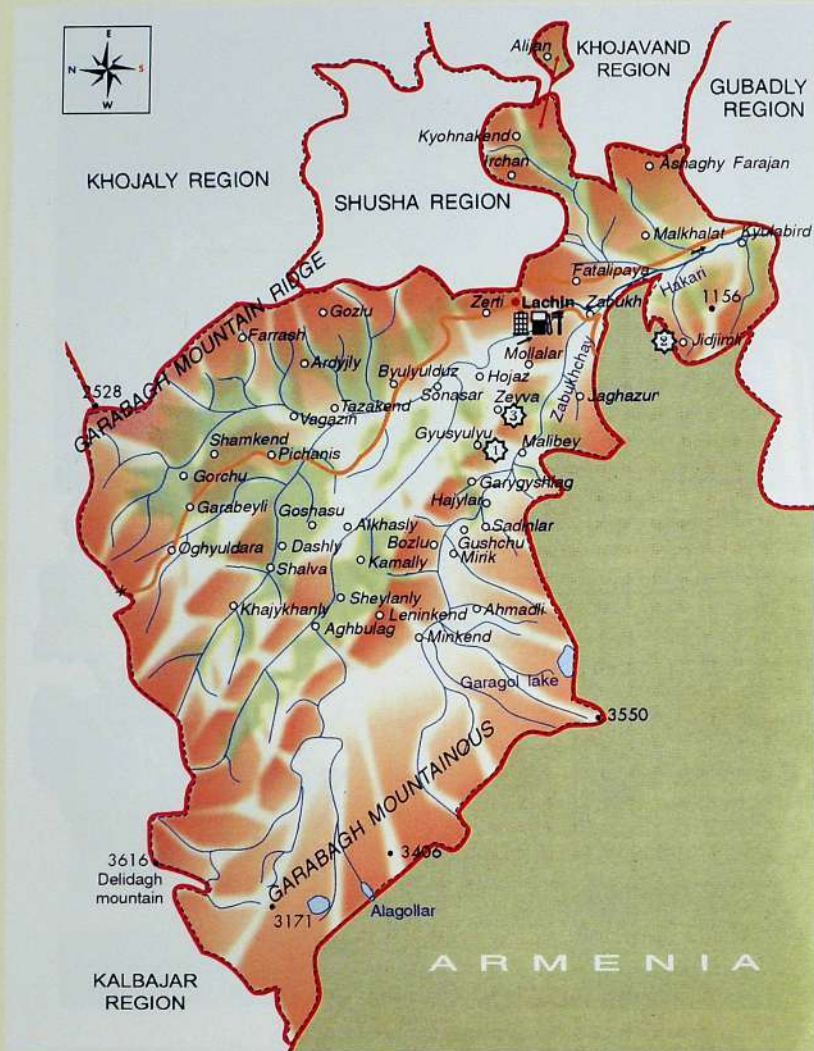 E
N
S
W
Alijan
KHOJAVAND
REGION
GUBADLY
REGION
Kyohnakend
Irchan
Ashaghy Farajan
KHOJALY REGION
SHUSHA REGION
Malkhalat
Kyulabird
Fatalipaya
Hakari
1156
GARABAGH MOUNTAIN RIDGE
Gozlu
Zerti
Lachin
Zabukh
Farrash
2
Jidjimli
Ardyjly
Mollalar
Byulyulduz
Hojaz
Zabukhchay
2528
Sonasar
Zeyva
Jaghazur
Tazakend
Vagazin
3
Gyusyulyu
Shamkend
Pichanis
1
Malibey
Gorchu
Garygyshlag
Garabeyli
Hajylar
Goshasu
Alkhasly
Sadinlar
Oghyuldara
Dashly
Bozlu
Gushchu
Mirik
Shalva
Kamally
Khajykhanly
Sheylanly
Leninkend
Ahmadli
Aghbulag
Minkend
Garagol lake
3550
GARABAGH MOUNTAINOUS
3616
Delidagh
mountain
3406
3171
Alagollar
ARMENIA
KALBAJAR
REGION